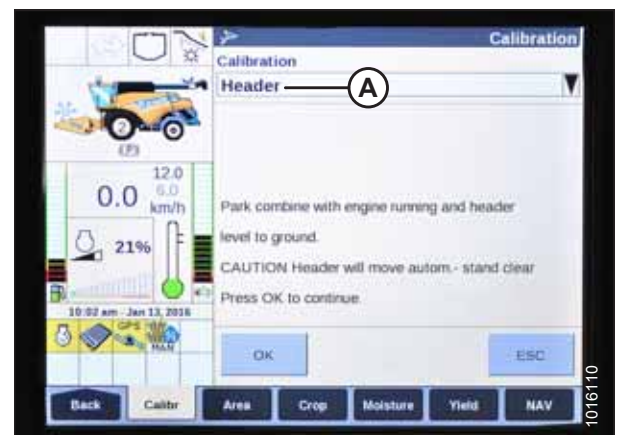 Calibration
Calibration
Header
A
2
(P)
12.0
0.0 6.0
km/h
21%
Park combine with engine running and header
level to ground.
CAUTION Header will move autom.- stand clear
Press OK to continue
10:02 am Jan 13, 2016
GPS
MAN
OK ESC
Back Calibr Area Crop Moisture Yield NAV
1016110